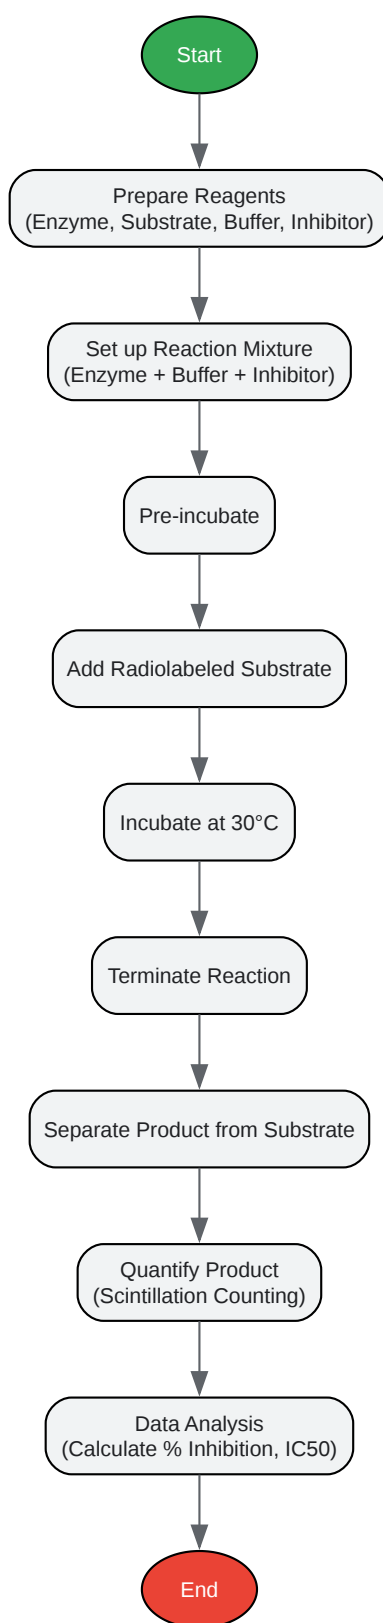 Start
Prepare Reagents
(Enzyme, Substrate, Buffer, Inhibitor)
Set up Reaction Mixture
(Enzyme + Buffer + Inhibitor)
Pre-incubate
Add Radiolabeled Substrate
Incubate at 30°C
Terminate Reaction
Separate Product from Substrate
Quantify Product
(Scintillation Counting)
Data Analysis
(Calculate % Inhibition, IC50)
End